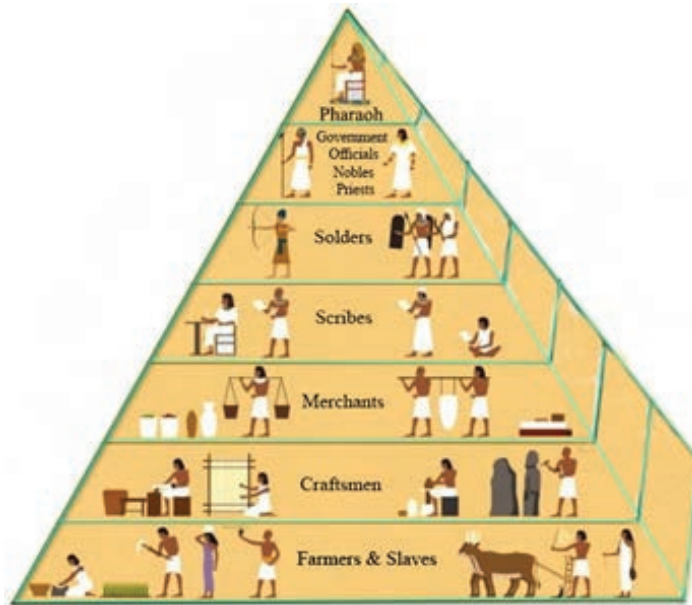 Pharaoh
Government
Officials
Nobles
Priests
Solders
Scribes
Merchants
Craftsmen
Farmers & Slaves